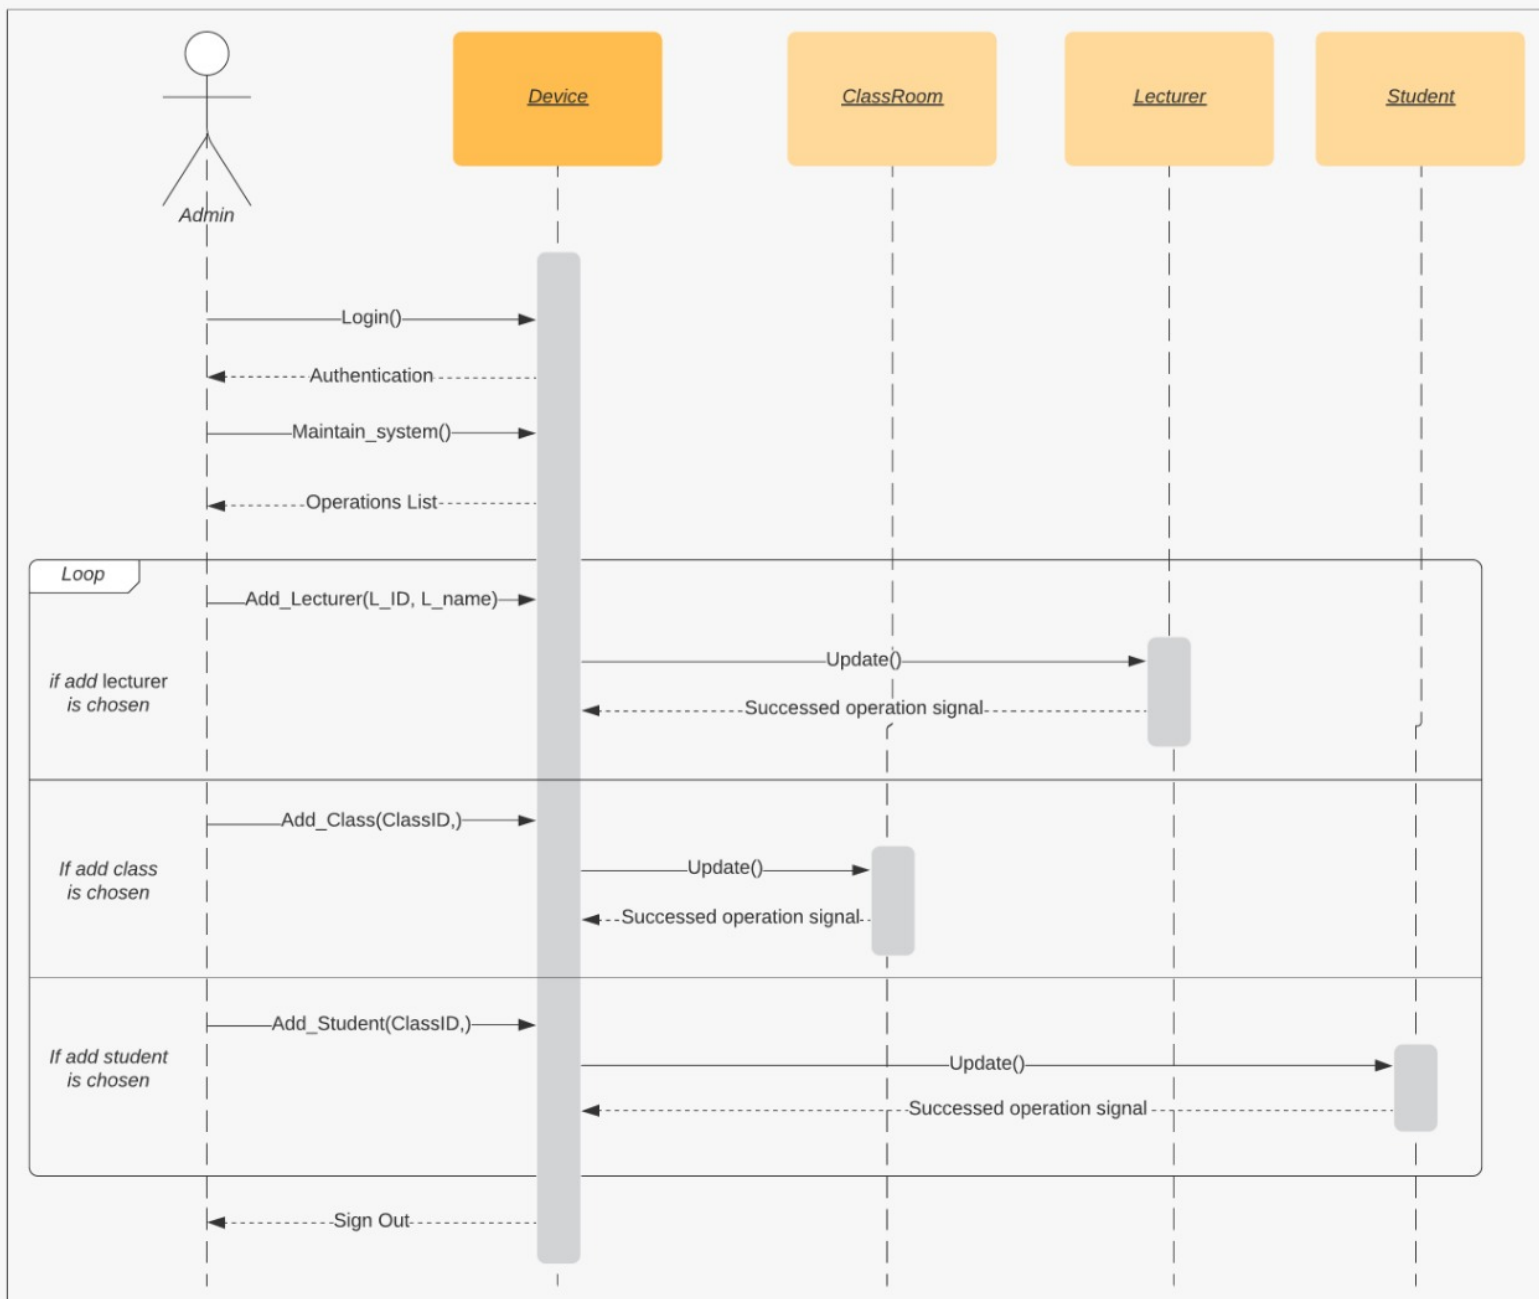 Device
ClassRoom
Lecturer
Student
Admin
Login()
Authentication
Maintain_system()
Operations List
Loop
Add_Lecturer(L_ID, L_name)
Update()
if add lecturer
is chosen
Successed operation signal
Add_Class(ClassID,)
If add class
is chosen
Update()
Successed operation signal
Add_Student(ClassID,)
If add student
is chosen
Update()
Successed operation signal
Sign Out